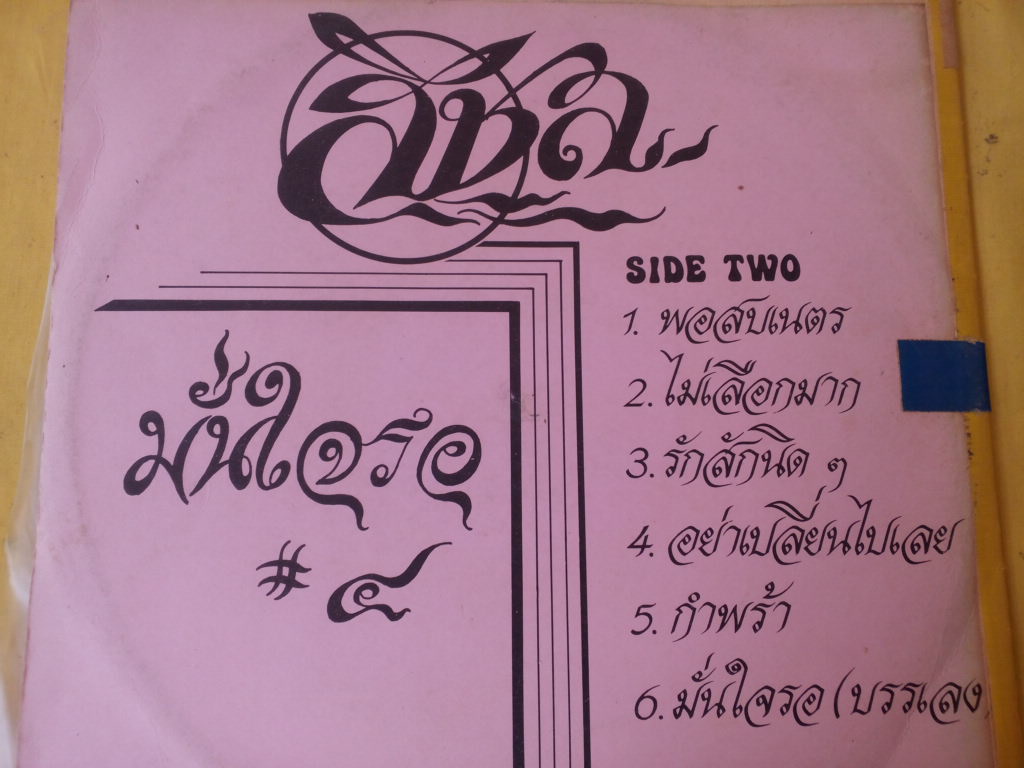 สีชล
มั่นใจรอ
# ๔
SIDE TWO
1. พอสบเนตร
2. ไม่เลือกมาก
3. รักสักนิด ๆ
4. อย่าเปลี่ยนไปเลย
5. กำพร้า
6. มั่นใจรอ (บรรเลง)